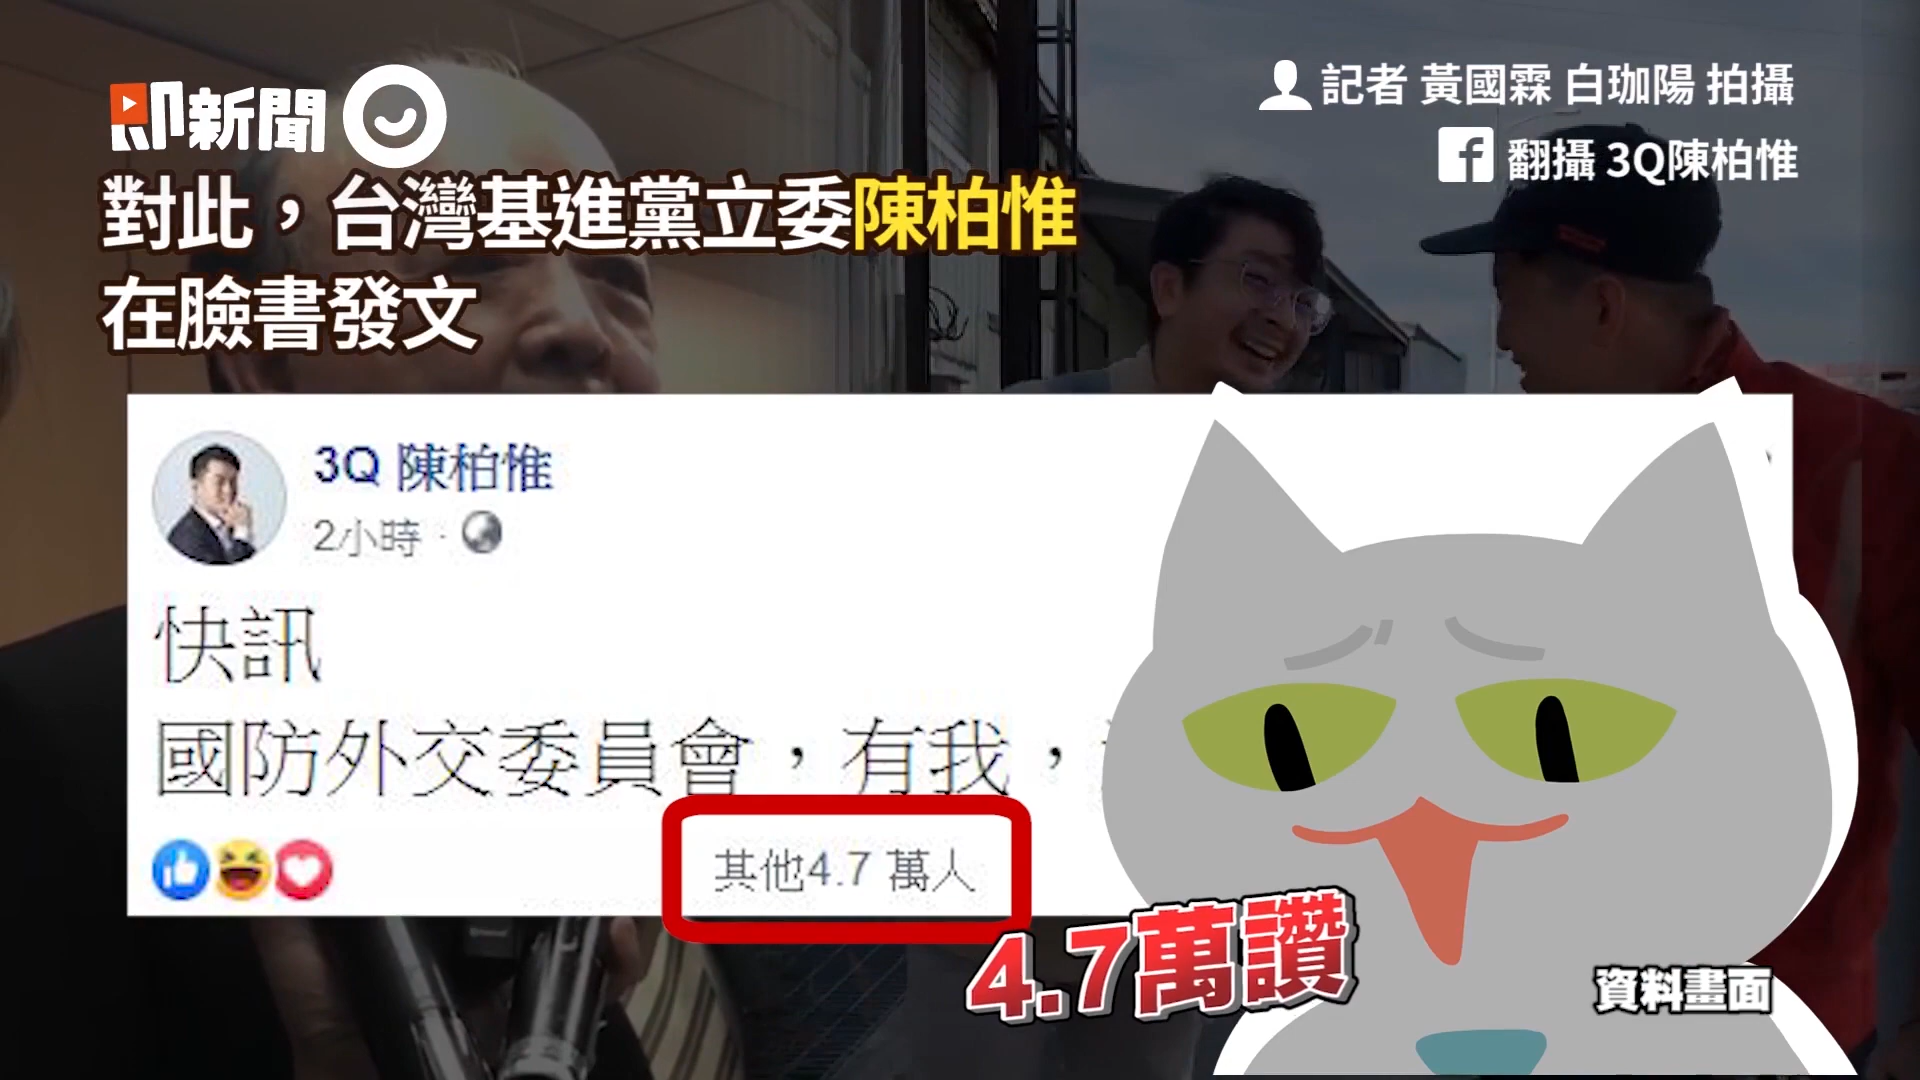 即新聞
記者 黃國霖 白珈陽 拍攝
翻攝 3Q陳柏惟
對此，台灣基進黨立委陳柏惟
在臉書發文
3Q 陳柏惟
2小時 ·
快訊
國防外交委員會，有我，
其他4.7 萬人
4.7萬讚
資料畫面